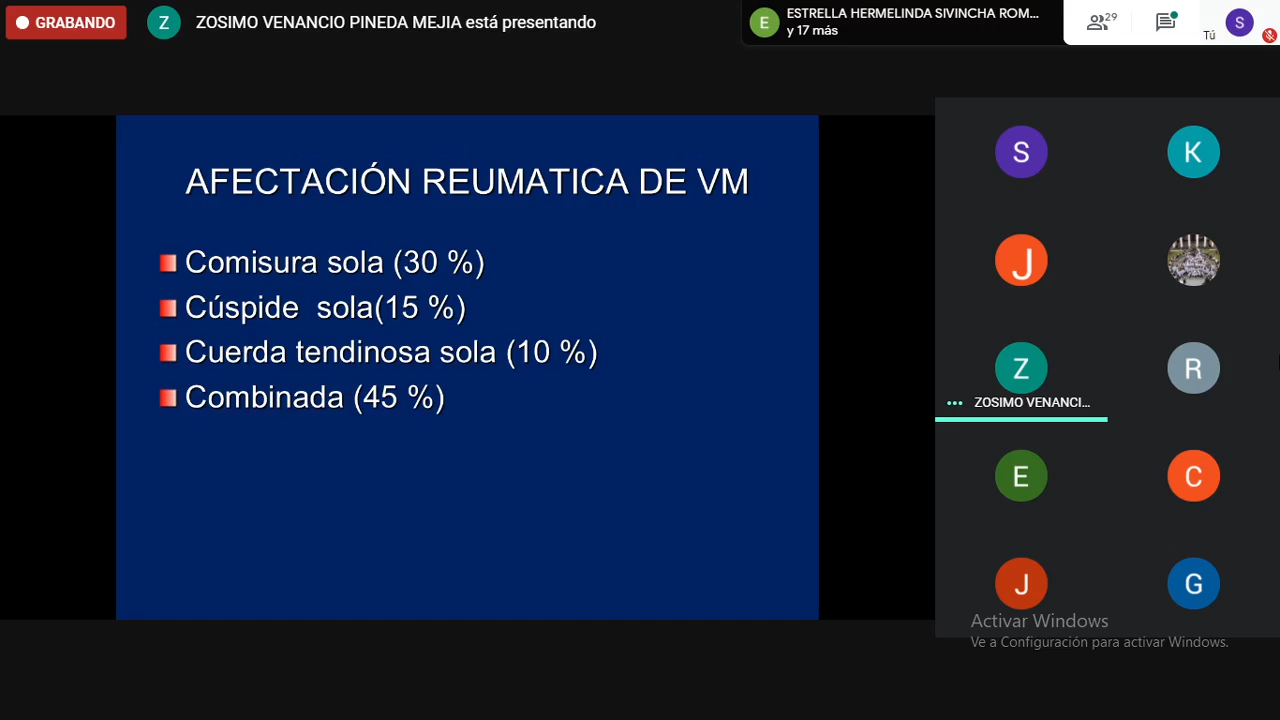 GRABANDO
Z
ZOSIMO VENANCIO PINEDA MEJIA está presentando
E
ESTRELLA HERMELINDA SIVINCHA ROM...
y 17 más
29
Tú
S
AFECTACIÓN REUMATICA DE VM
Comisura sola (30 %)
Cúspide  sola(15 %)
Cuerda tendinosa sola (10 %)
Combinada (45 %)
S
K
J
Z
R
ZOSIMO VENANCI...
E
C
J
G
Activar Windows
Ve a Configuración para activar Windows.